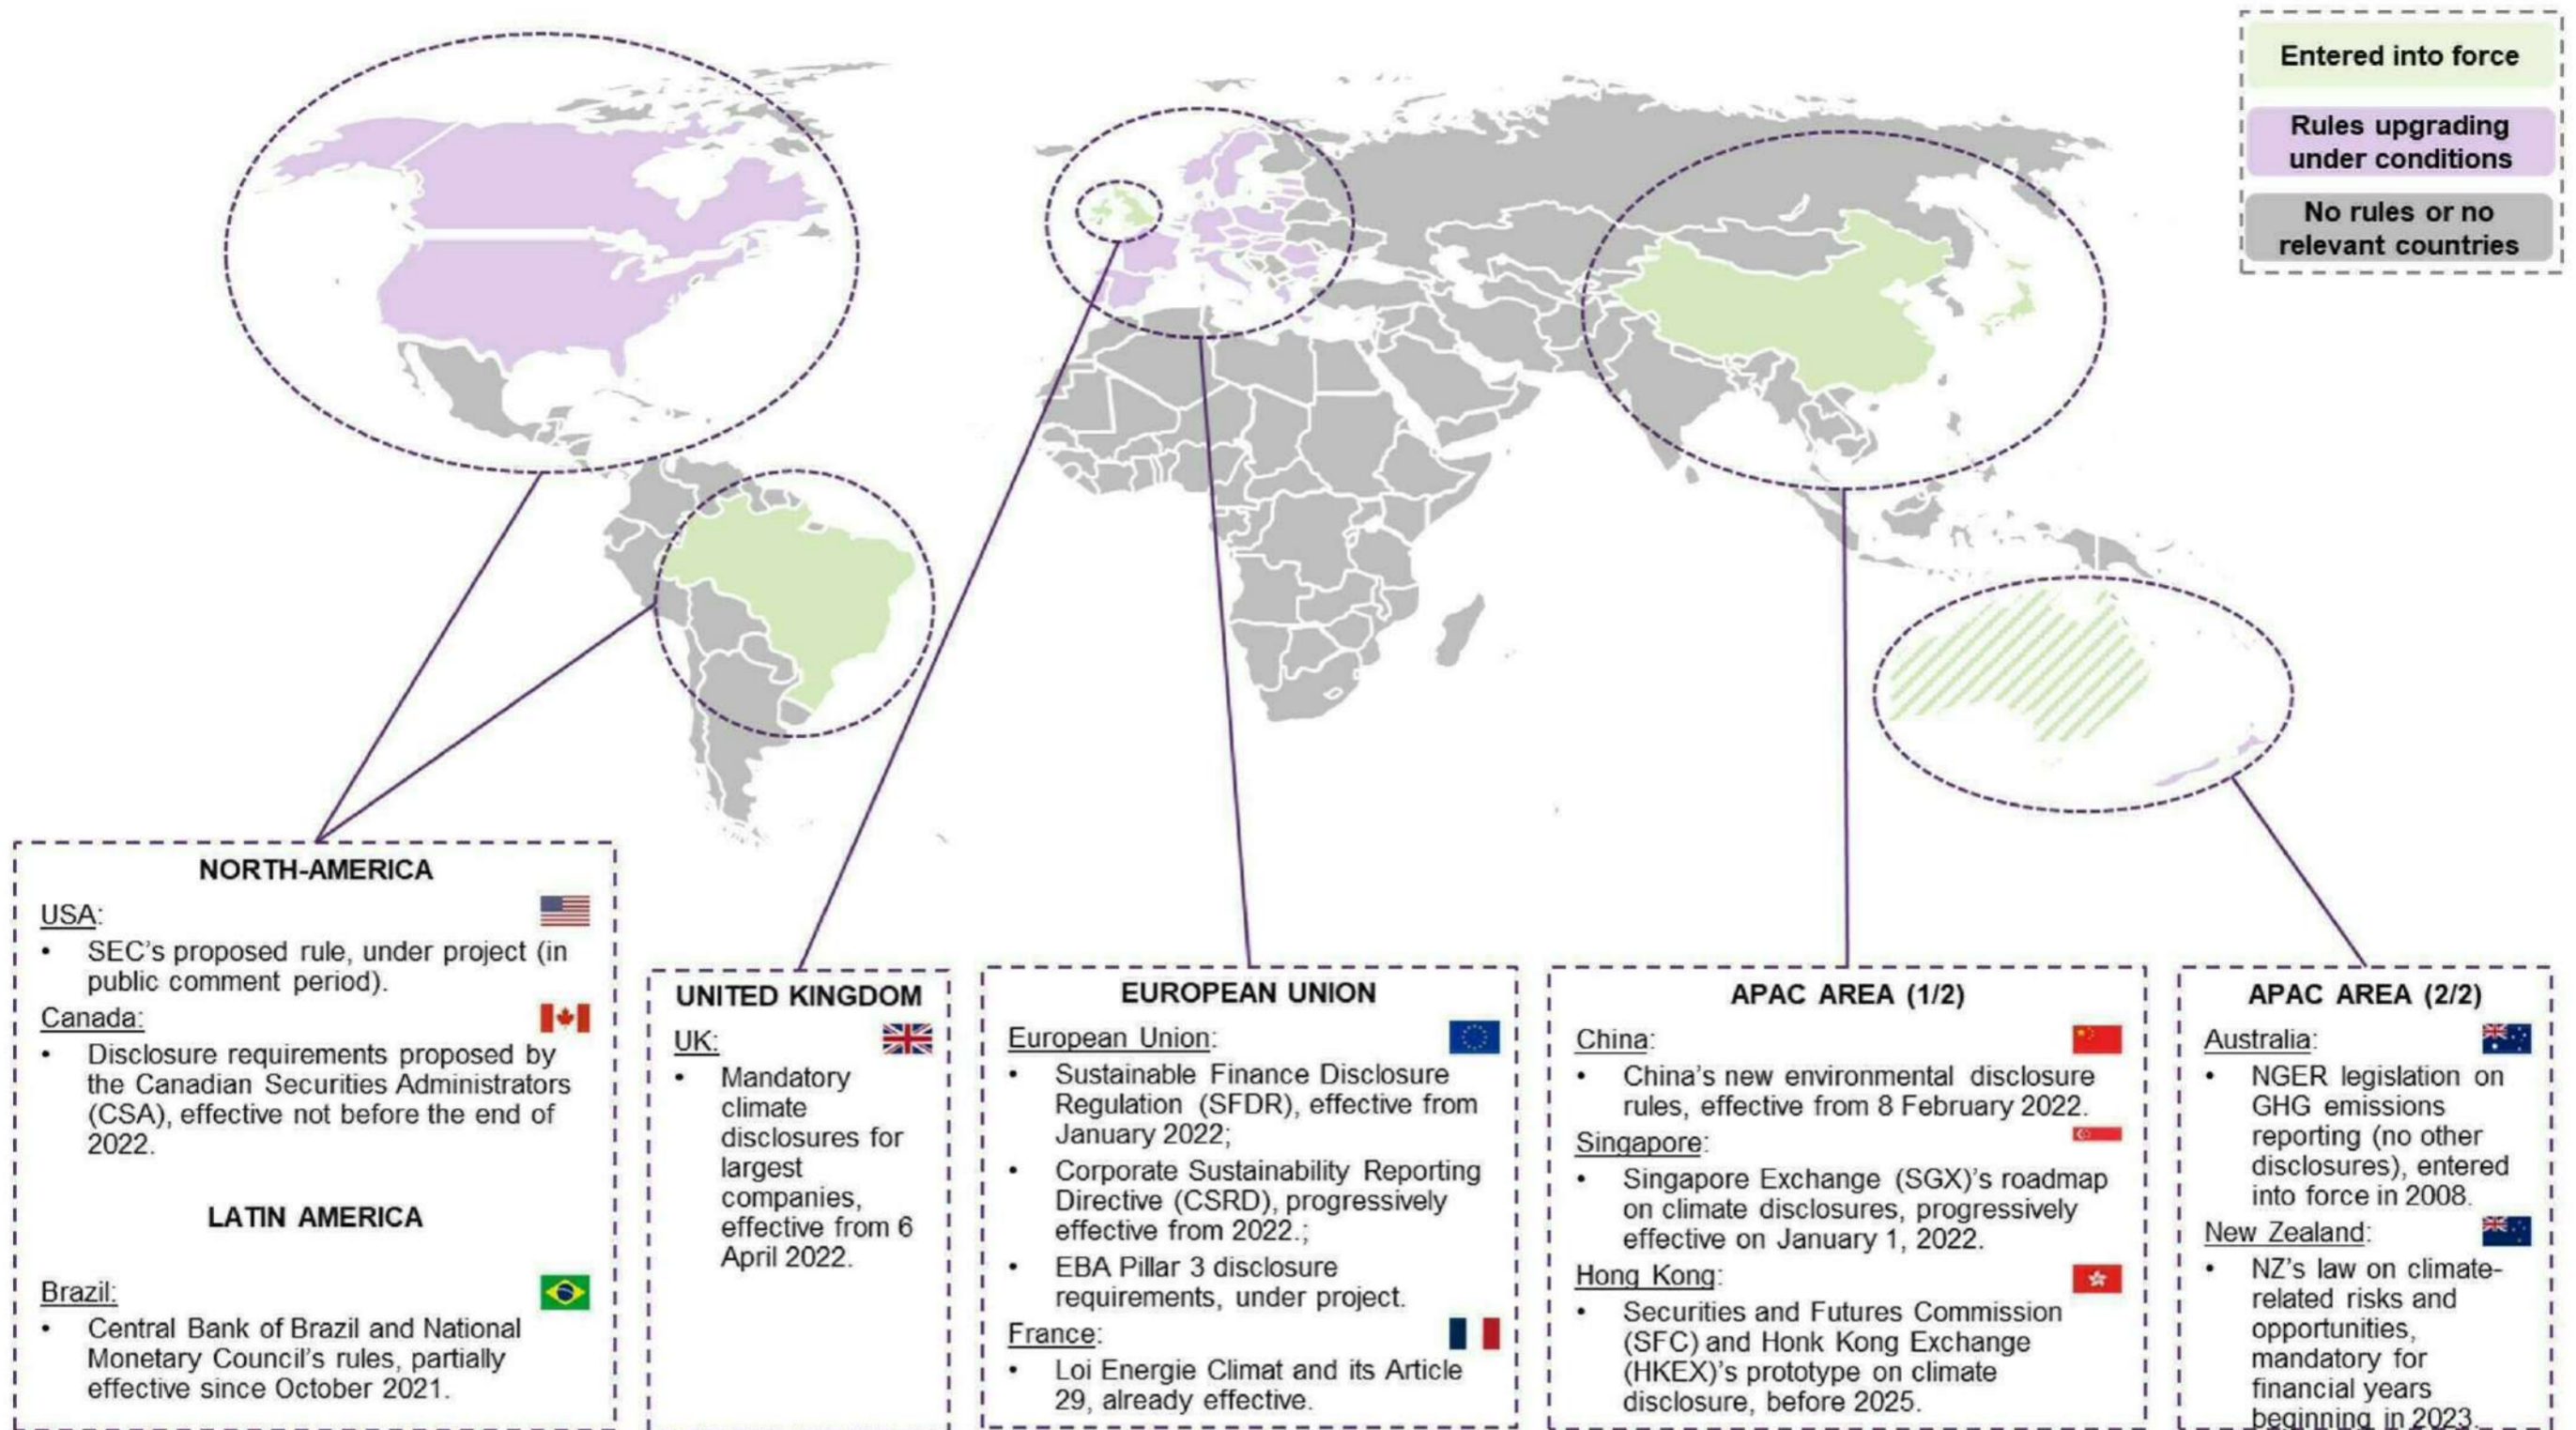 Entered into force
Rules upgrading
under conditions
No rules or no
relevant countries
NORTH-AMERICA
USA:
• SEC's proposed rule, under project (in
public comment period).
Canada:
• Disclosure requirements proposed by
the Canadian Securities Administrators
(CSA), effective not before the end of
2022.
LATIN AMERICA
Brazil:
• Central Bank of Brazil and National
Monetary Council's rules, partially
effective since October 2021.
UNITED KINGDOM
UK:
• Mandatory
climate
disclosures for
largest
companies,
effective from 6
April 2022.
EUROPEAN UNION
European Union:
• Sustainable Finance Disclosure
Regulation (SFDR), effective from
January 2022;
• Corporate Sustainability Reporting
Directive (CSRD), progressively
effective from 2022.;
• EBA Pillar 3 disclosure
requirements, under project.
France:
• Loi Energie Climat and its Article
29, already effective.
APAC AREA (1/2)
China:
• China's new environmental disclosure
rules, effective from 8 February 2022.
Singapore:
• Singapore Exchange (SGX)'s roadmap
on climate disclosures, progressively
effective on January 1, 2022.
Hong Kong:
• Securities and Futures Commission
(SFC) and Honk Kong Exchange
(HKEX)'s prototype on climate
disclosure, before 2025.
APAC AREA (2/2)
Australia:
• NGER legislation on
GHG emissions
reporting (no other
disclosures), entered
into force in 2008.
New Zealand:
• NZ's law on climate-
related risks and
opportunities,
mandatory for
financial years
beginning in 2023.